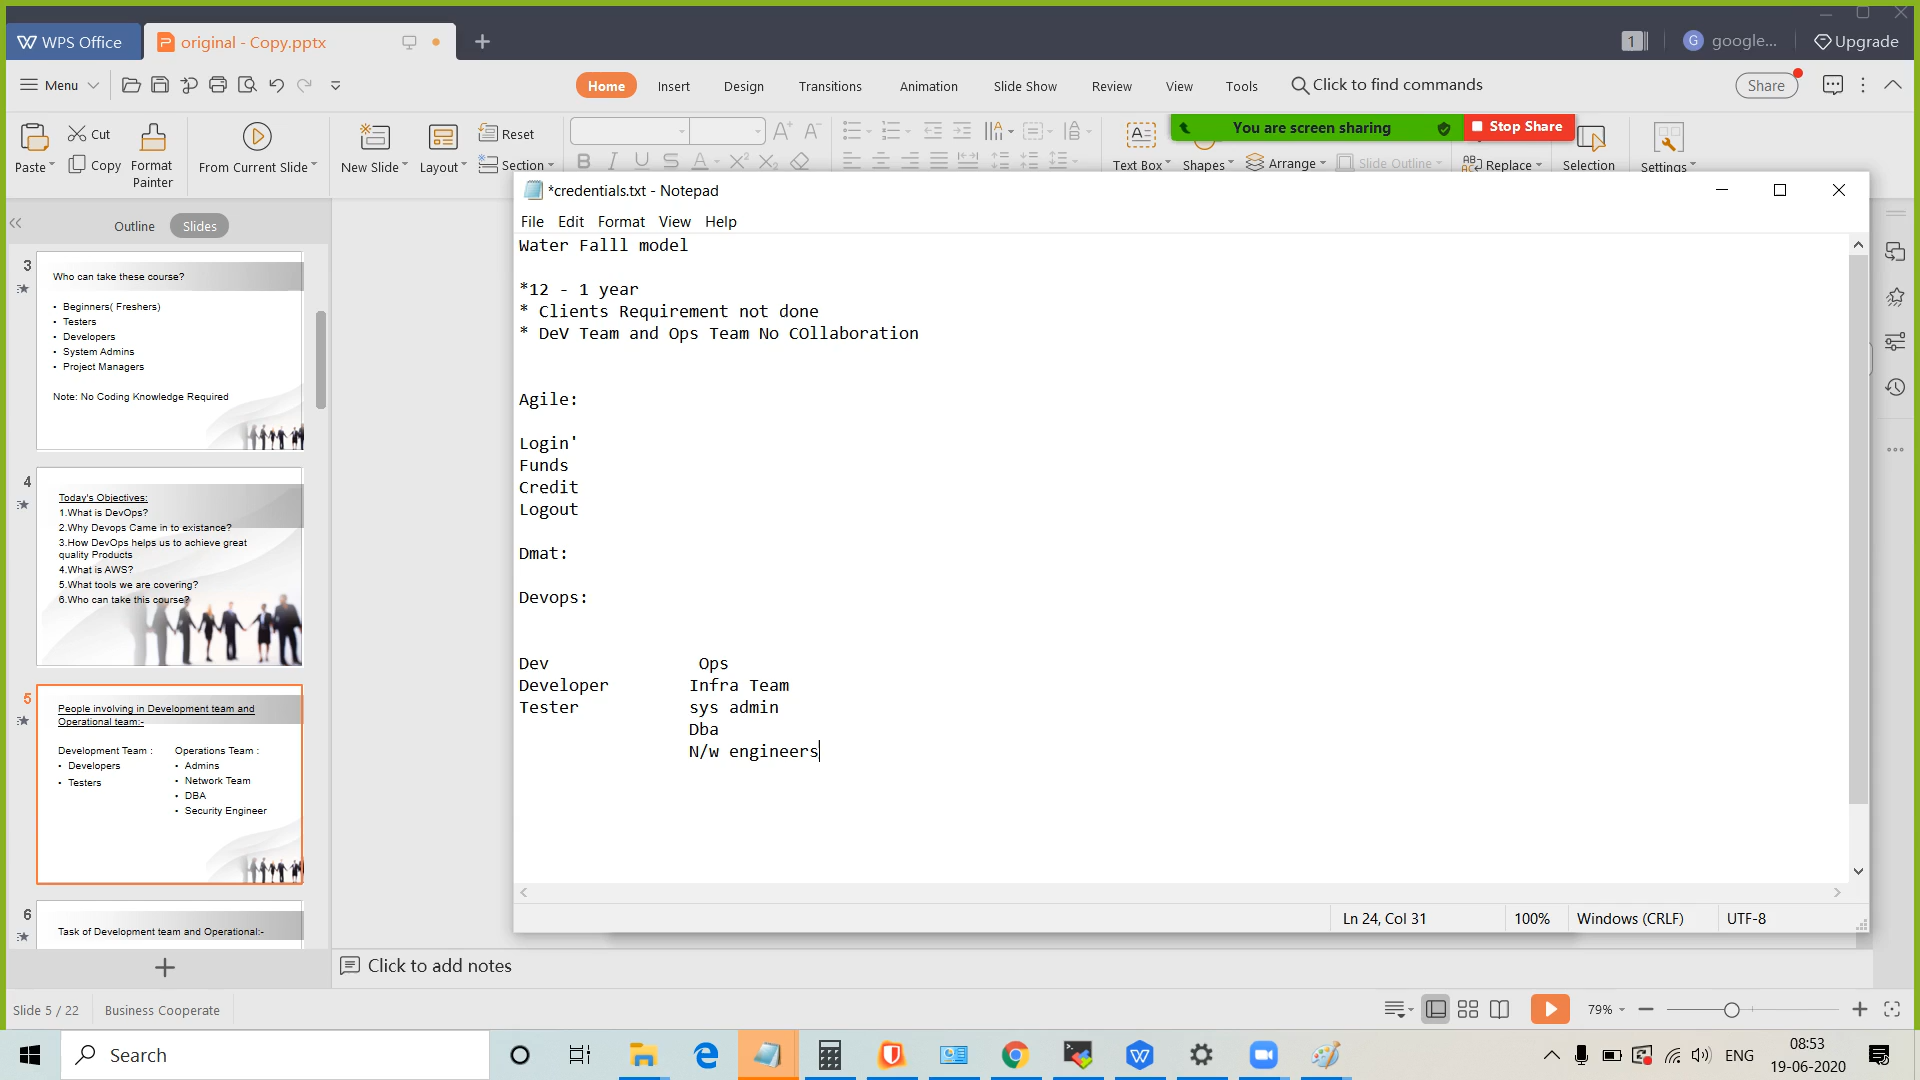 WPS Office
original - Copy.pptx
1
G google...
Upgrade
Menu
Home
Insert
Design
Transitions
Animation
Slide Show
Review
View
Tools
Click to find commands
Share
Cut
Copy
Paste
Format
Painter
From Current Slide
New Slide
Layout
Reset
Section
You are screen sharing
Stop Share
Text Box
Shapes
Arrange
Slide Outline
Replace
Selection
Settings
Outline
Slides
3
Who can take these course?
• Beginners( Freshers)
• Testers
• Developers
• System Admins
• Project Managers
Note: No Coding Knowledge Required
4
Today's Objectives:
1.What is DevOps?
2.Why Devops Came in to existance?
3.How DevOps helps us to achieve great
quality Products
4.What is AWS?
5.What tools we are covering?
6.Who can take this course?
5
People involving in Development team and
Operational team:-
Development Team :
• Developers
• Testers
Operations Team :
• Admins
• Network Team
• DBA
• Security Engineer
6
Task of Development team and Operational:-
*credentials.txt - Notepad
File Edit Format View Help
Water Falll model
*12 - 1 year
* Clients Requirement not done
* DeV Team and Ops Team No COllaboration
Agile:
Login'
Funds
Credit
Logout
Dmat:
Devops:
Dev Ops
Developer Infra Team
Tester sys admin
Dba
N/w engineers
Ln 24, Col 31
100%
Windows (CRLF)
UTF-8
Click to add notes
Slide 5 / 22
Business Cooperate
79%
Search
ENG
08:53
19-06-2020